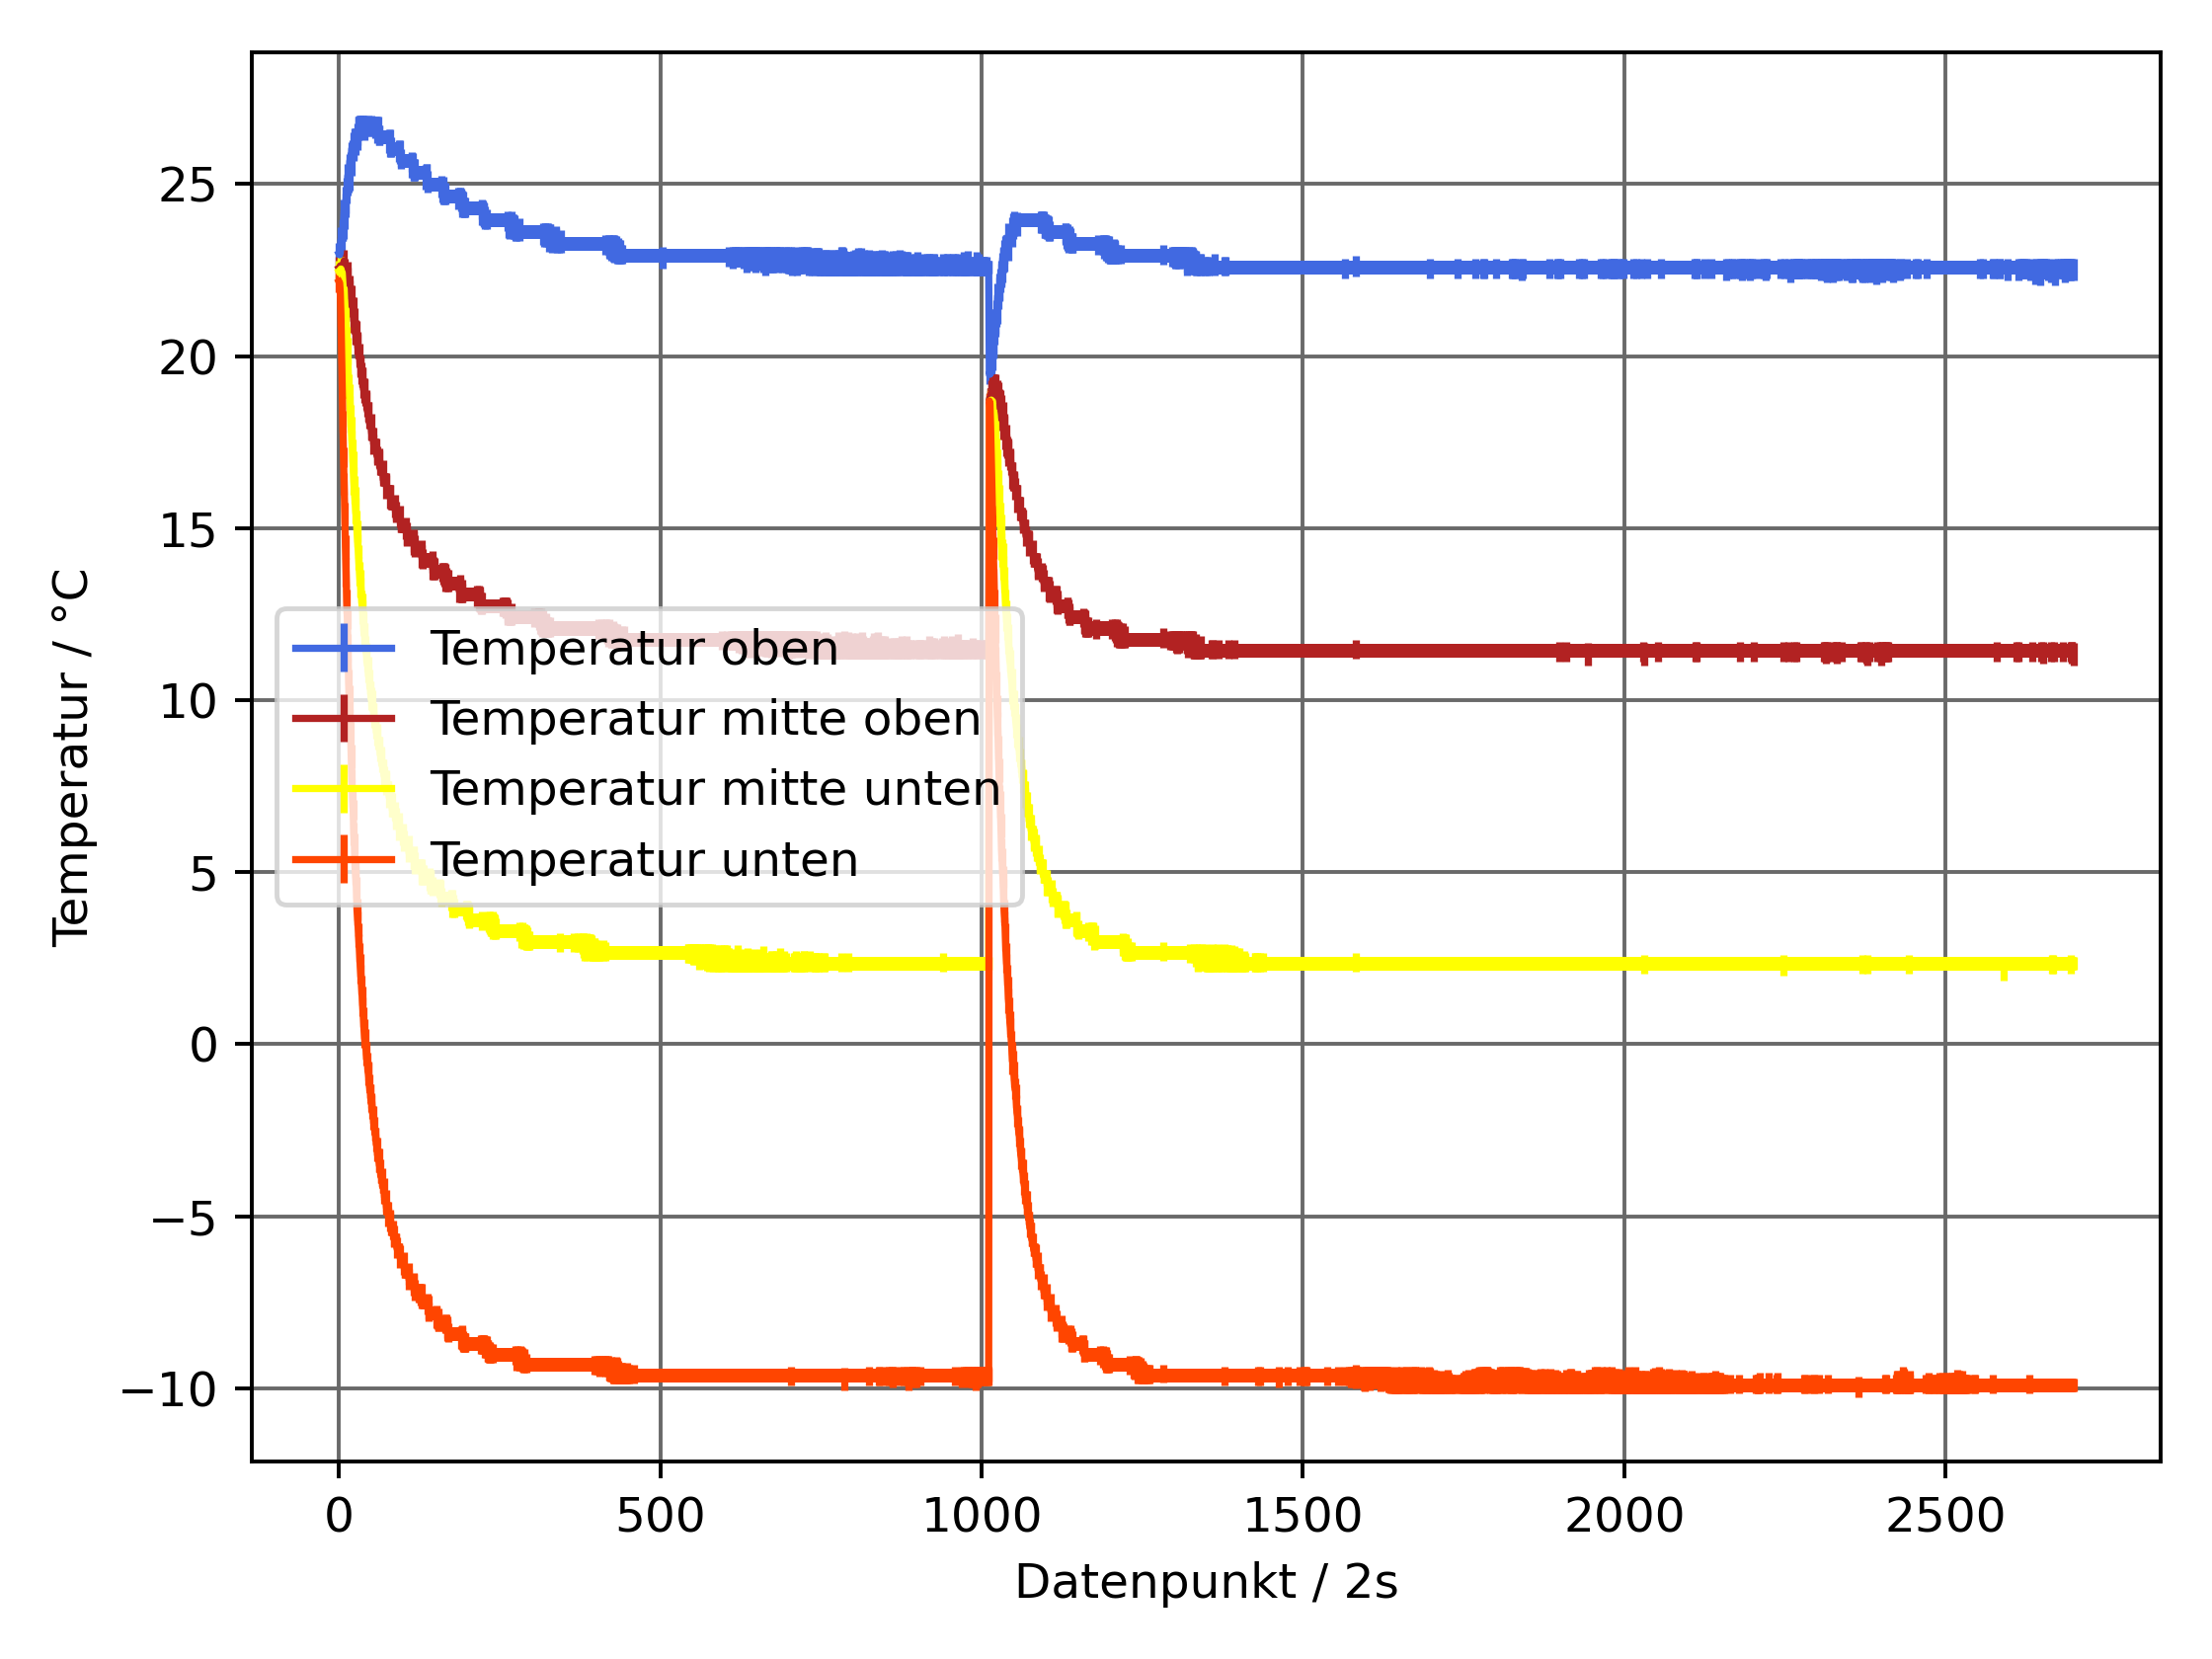 25
20
15
10
5
0
−5
−10
Temperatur / °C
Temperatur oben
Temperatur mitte oben
Temperatur mitte unten
Temperatur unten
0 500 1000 1500 2000 2500
Datenpunkt / 2s